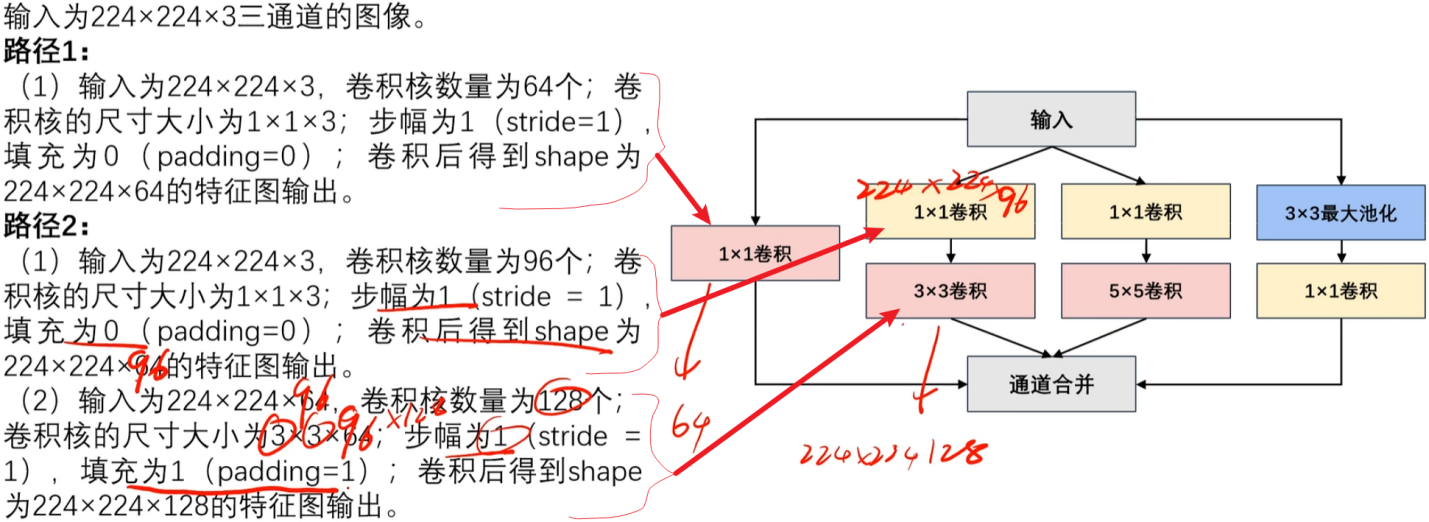 输入为224×224×3三通道的图像。
路径1：
（1）输入为224×224×3，卷积核数量为64个；卷
积核的尺寸大小为1×1×3；步幅为1（stride=1），
填充为0（padding=0）；卷积后得到shape为
224×224×64的特征图输出。
路径2：
（1）输入为224×224×3，卷积核数量为96个；卷
积核的尺寸大小为1×1×3；步幅为1（stride = 1），
填充为0（padding=0）；卷积后得到shape为
224×224×64的特征图输出。
96
96
（2）输入为224×224×64，卷积核数量为128个；
卷积核的尺寸大小为3×3×64；步幅为1（stride =
96×128
1），填充为1（padding=1）；卷积后得到shape
为224×224×128的特征图输出。
输入
224×224×96
1×1卷积
1×1卷积
3×3最大池化
1×1卷积
3×3卷积
5×5卷积
1×1卷积
通道合并
64
224×224128